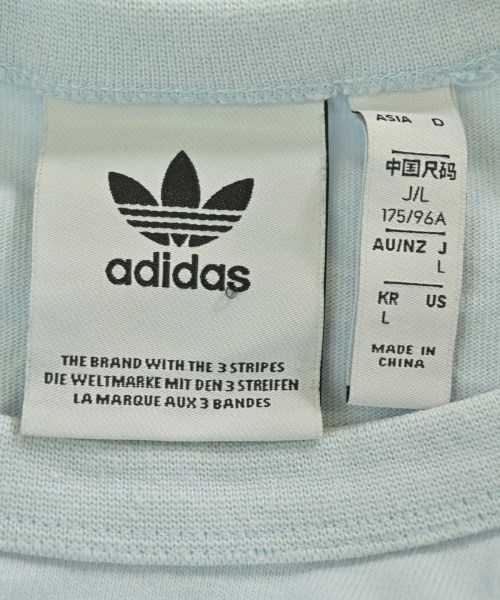 adidas
THE BRAND WITH THE 3 STRIPES
DIE WELTMARKE MIT DEN 3 STREIFEN
LA MARQUE AUX 3 BANDES
ASIA D
中国尺码
J/L
175/96A
AU/NZ J
L
KR US
L
MADE IN
CHINA